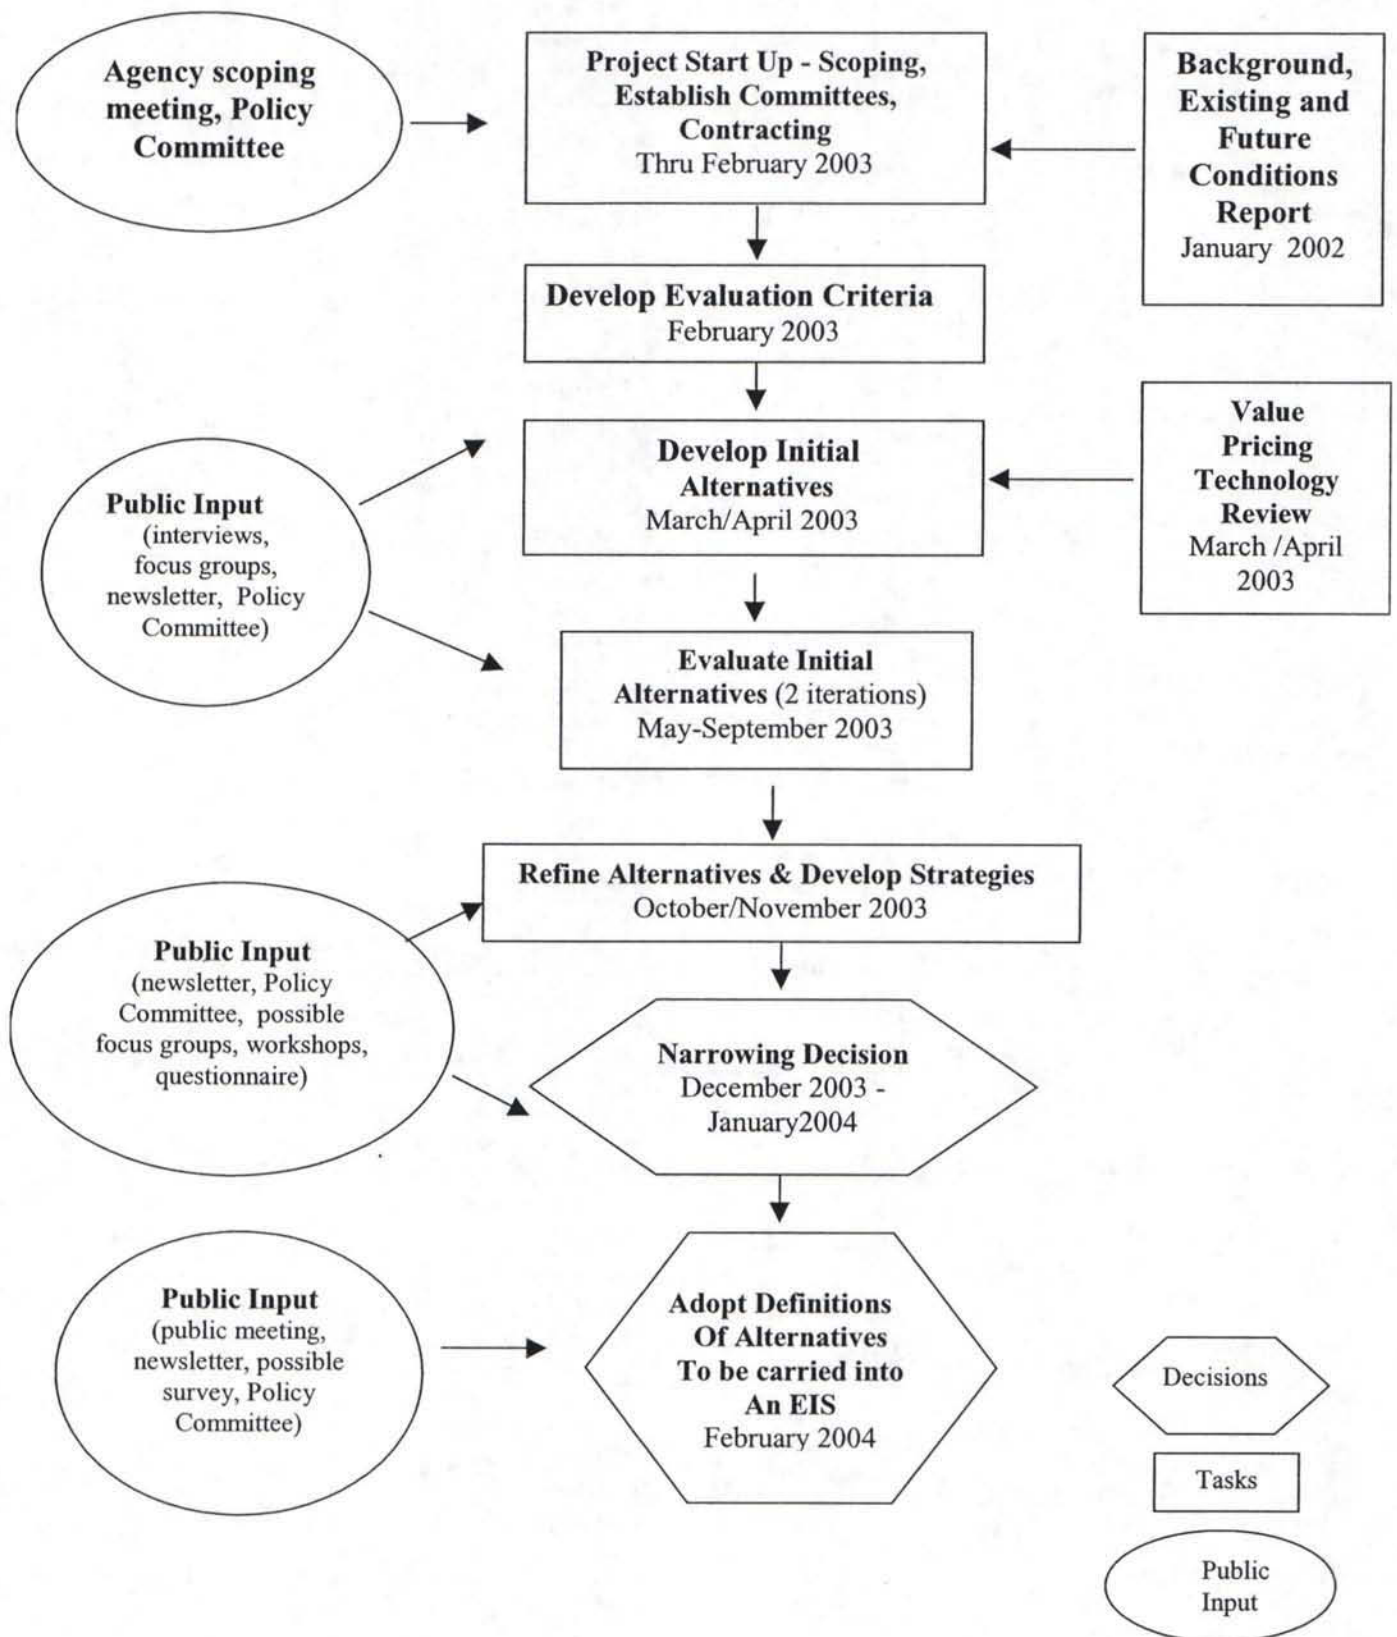 Agency scoping
meeting, Policy
Committee
Project Start Up - Scoping,
Establish Committees,
Contracting
Thru February 2003
Background,
Existing and
Future
Conditions
Report
January 2002
Develop Evaluation Criteria
February 2003
Public Input
(interviews,
focus groups,
newsletter, Policy
Committee)
Develop Initial
Alternatives
March/April 2003
Value
Pricing
Technology
Review
March /April
2003
Evaluate Initial
Alternatives (2 iterations)
May-September 2003
Refine Alternatives & Develop Strategies
October/November 2003
Public Input
(newsletter, Policy
Committee, possible
focus groups, workshops,
questionnaire)
Narrowing Decision
December 2003 -
January2004
Public Input
(public meeting,
newsletter, possible
survey, Policy
Committee)
Adopt Definitions
Of Alternatives
To be carried into
An EIS
February 2004
Decisions
Tasks
Public
Input